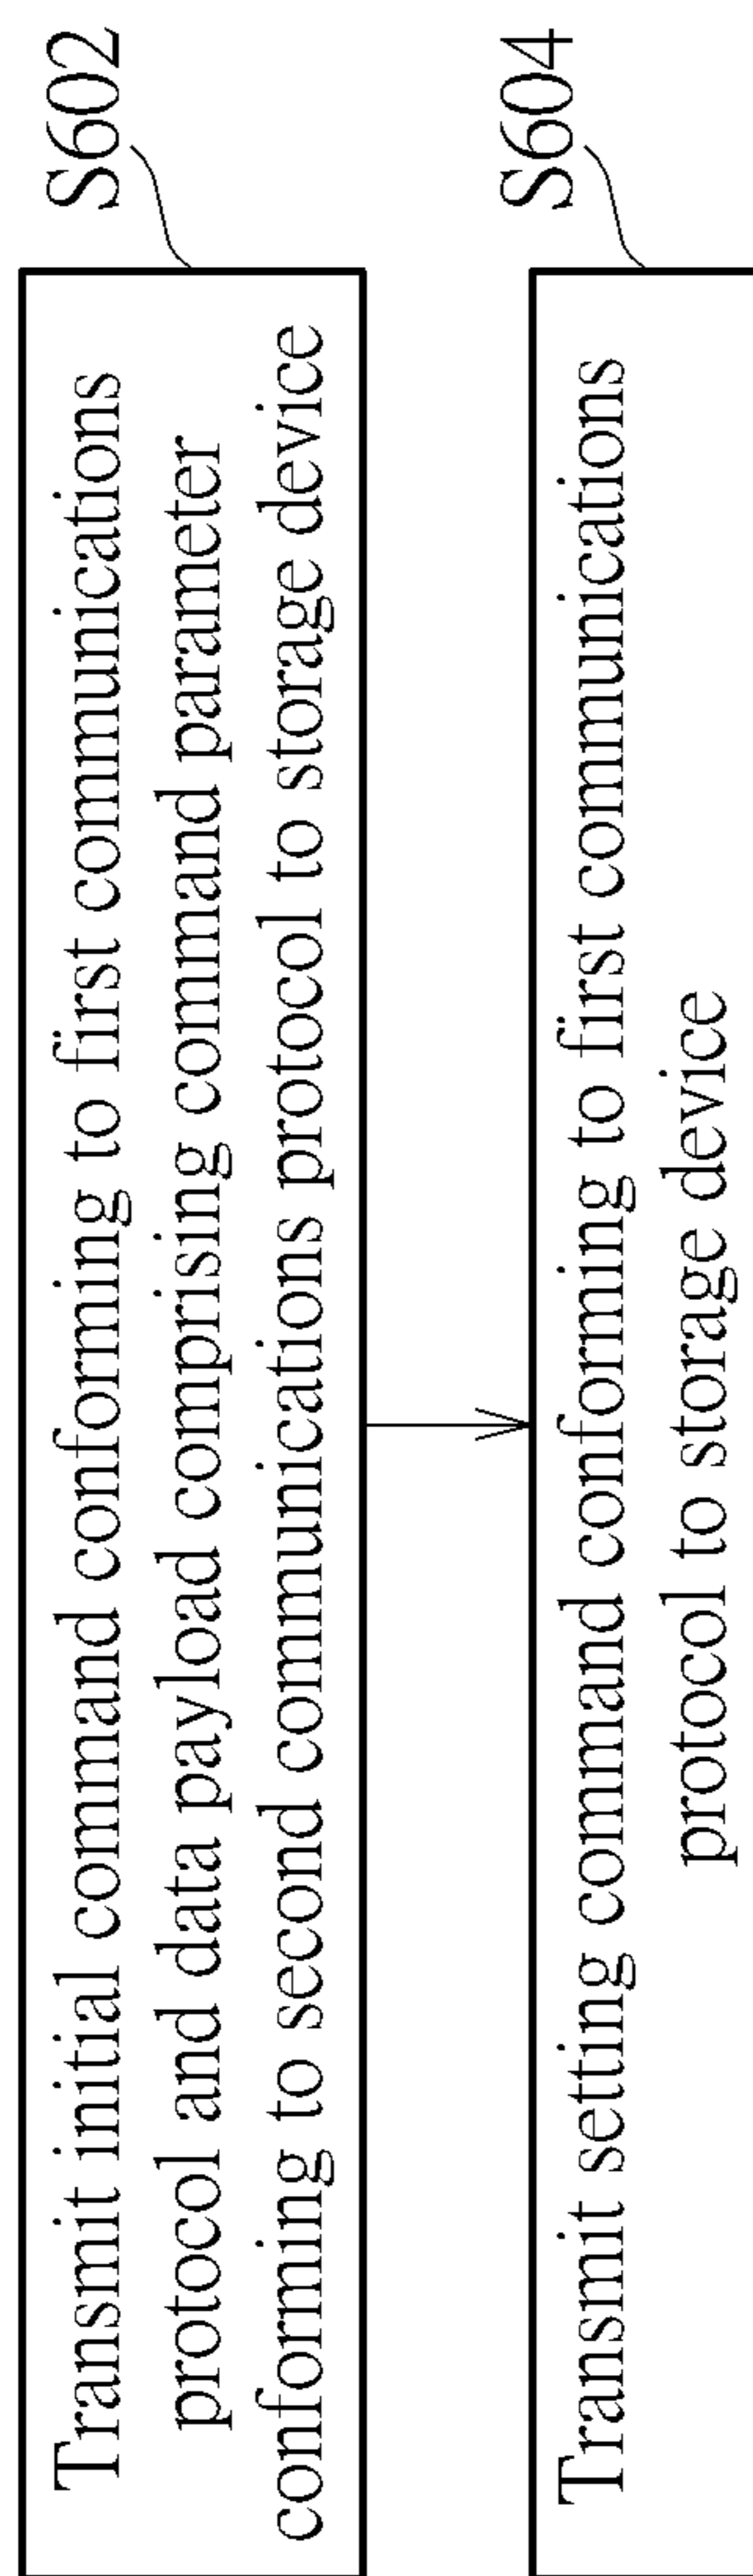 S602
Transmit initial command conforming to first communications
protocol and data payload comprising command parameter
conforming to second communications protocol to storage device
S604
Transmit setting command conforming to first communications
protocol to storage device